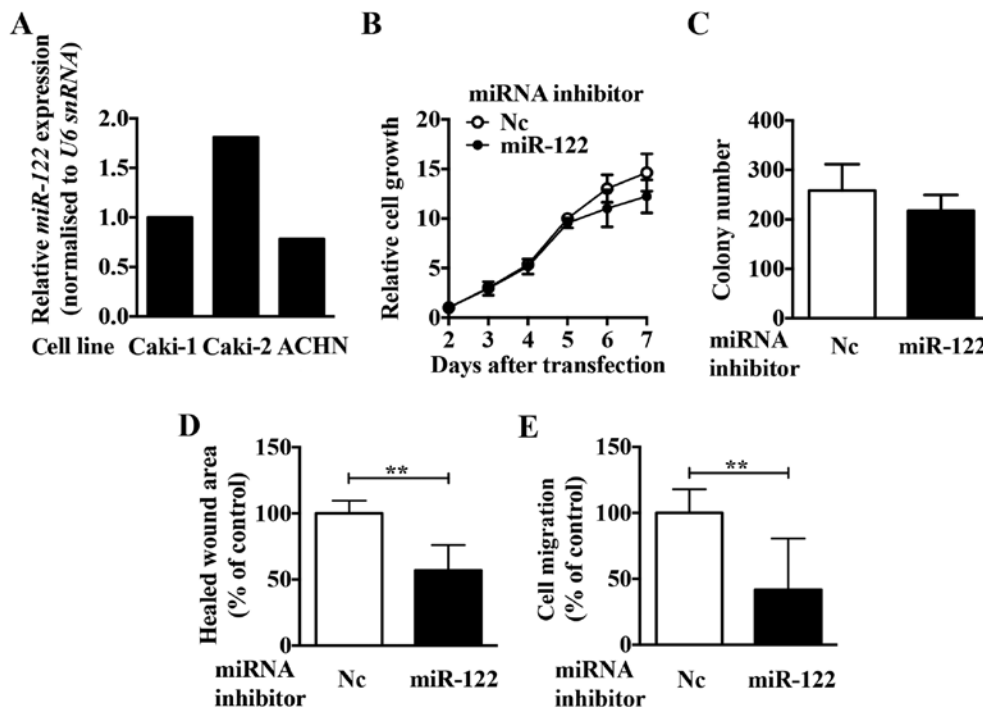 A
Relative miR-122 expression
(normalised to U6 snRNA)
2.0
1.5
1.0
0.5
0.0
Cell line Caki-1 Caki-2 ACHN
B
miRNA inhibitor
Nc
miR-122
Relative cell growth
20
15
10
5
0
2 3 4 5 6 7
Days after transfection
C
Colony number
400
300
200
100
0
miRNA
inhibitor
Nc miR-122
D
Healed wound area
(% of control)
150
100
50
0
**
miRNA
inhibitor
Nc miR-122
E
Cell migration
(% of control)
150
100
50
0
**
miRNA
inhibitor
Nc miR-122